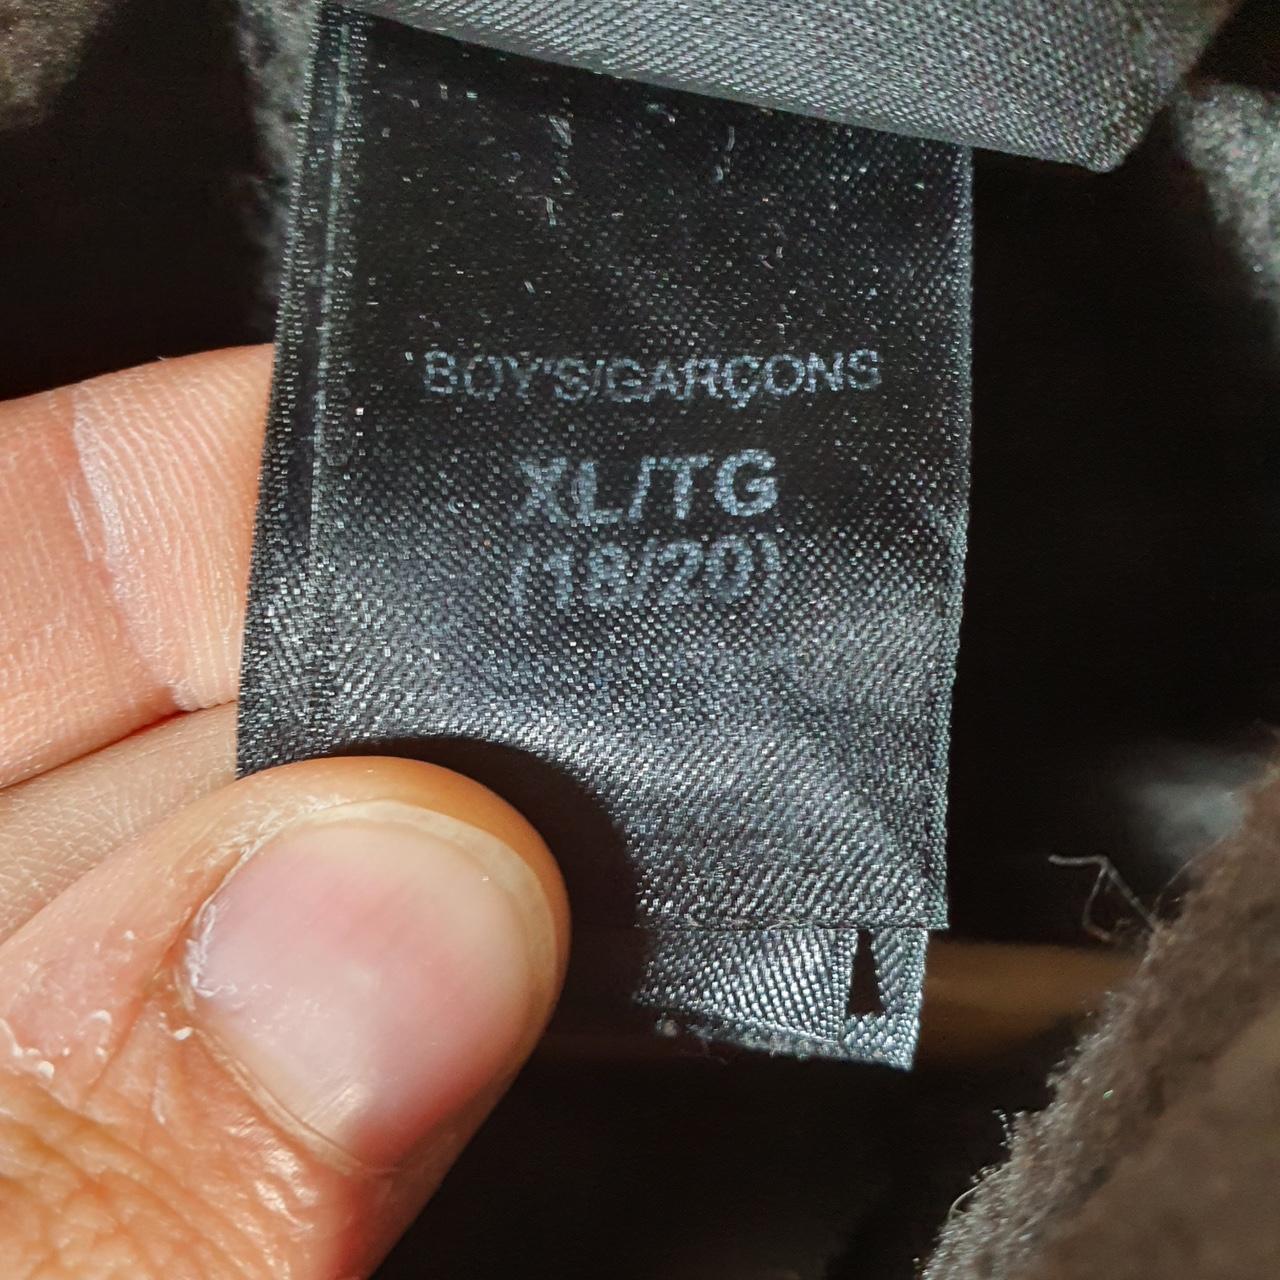 BOY'S/GARÇONS
XL/TG
(18/20)